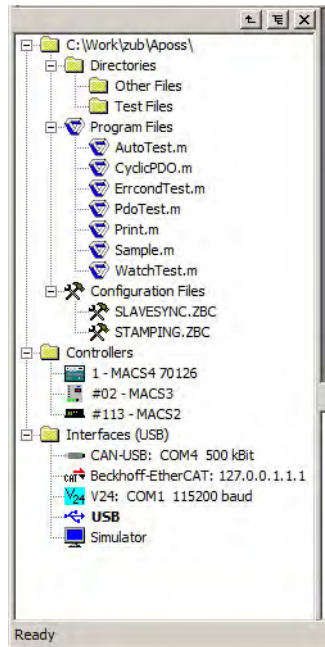 C:\Work\zub\Aposs\
Directories
Other Files
Test Files
Program Files
AutoTest.m
CyclicPDO.m
ErrcondTest.m
PdoTest.m
Print.m
Sample.m
WatchTest.m
Configuration Files
SLAVESYNC.ZBC
STAMPING.ZBC
Controllers
1 - MACS4 70126
#02 - MACS3
#113 - MACS2
Interfaces (USB)
CAN-USB: COM4 500 kBit
CAT Beckhoff-EtherCAT: 127.0.0.1.1.1
V24 V24: COM1 115200 baud
USB
Simulator
Ready